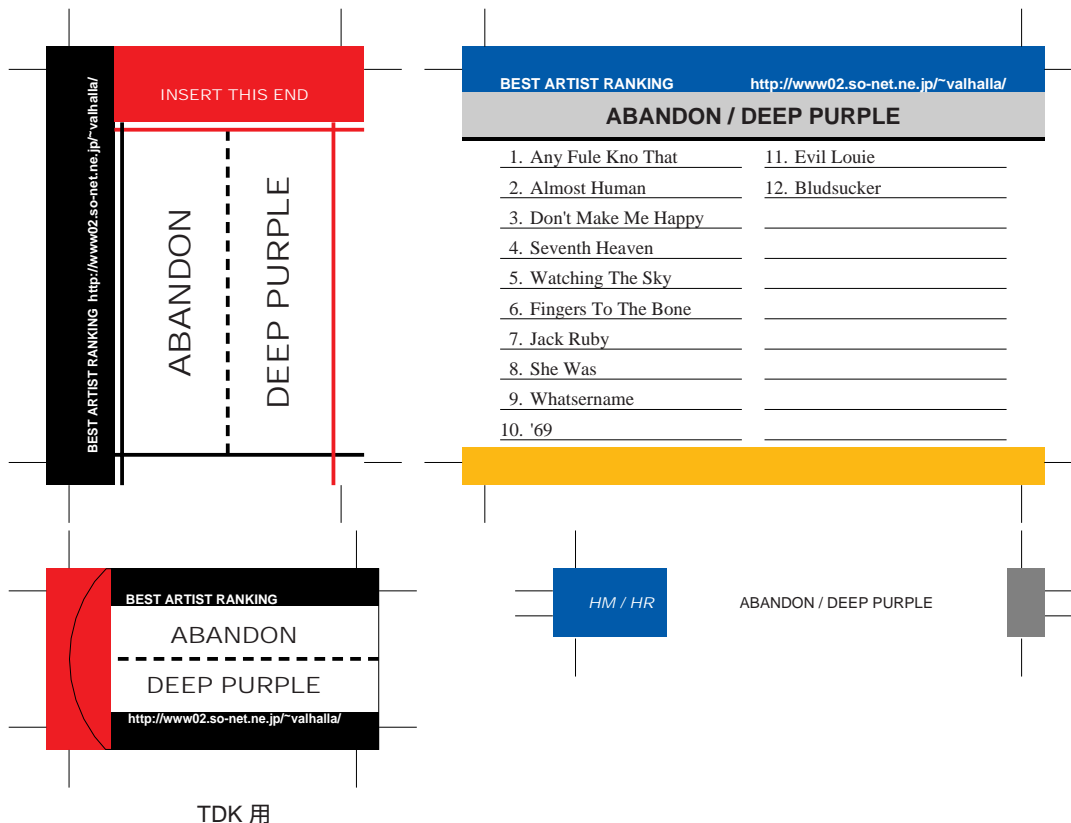 BEST ARTIST RANKING http://www02.so-net.ne.jp/~valhalla/
INSERT THIS END
ABANDON
DEEP PURPLE
BEST ARTIST RANKING http://www02.so-net.ne.jp/~valhalla/
ABANDON / DEEP PURPLE
1. Any Fule Kno That
2. Almost Human
3. Don't Make Me Happy
4. Seventh Heaven
5. Watching The Sky
6. Fingers To The Bone
7. Jack Ruby
8. She Was
9. Whatsername
10. '69
11. Evil Louie
12. Bludsucker
BEST ARTIST RANKING
ABANDON
DEEP PURPLE
http://www02.so-net.ne.jp/~valhalla/
HM / HR
ABANDON / DEEP PURPLE
TDK 用